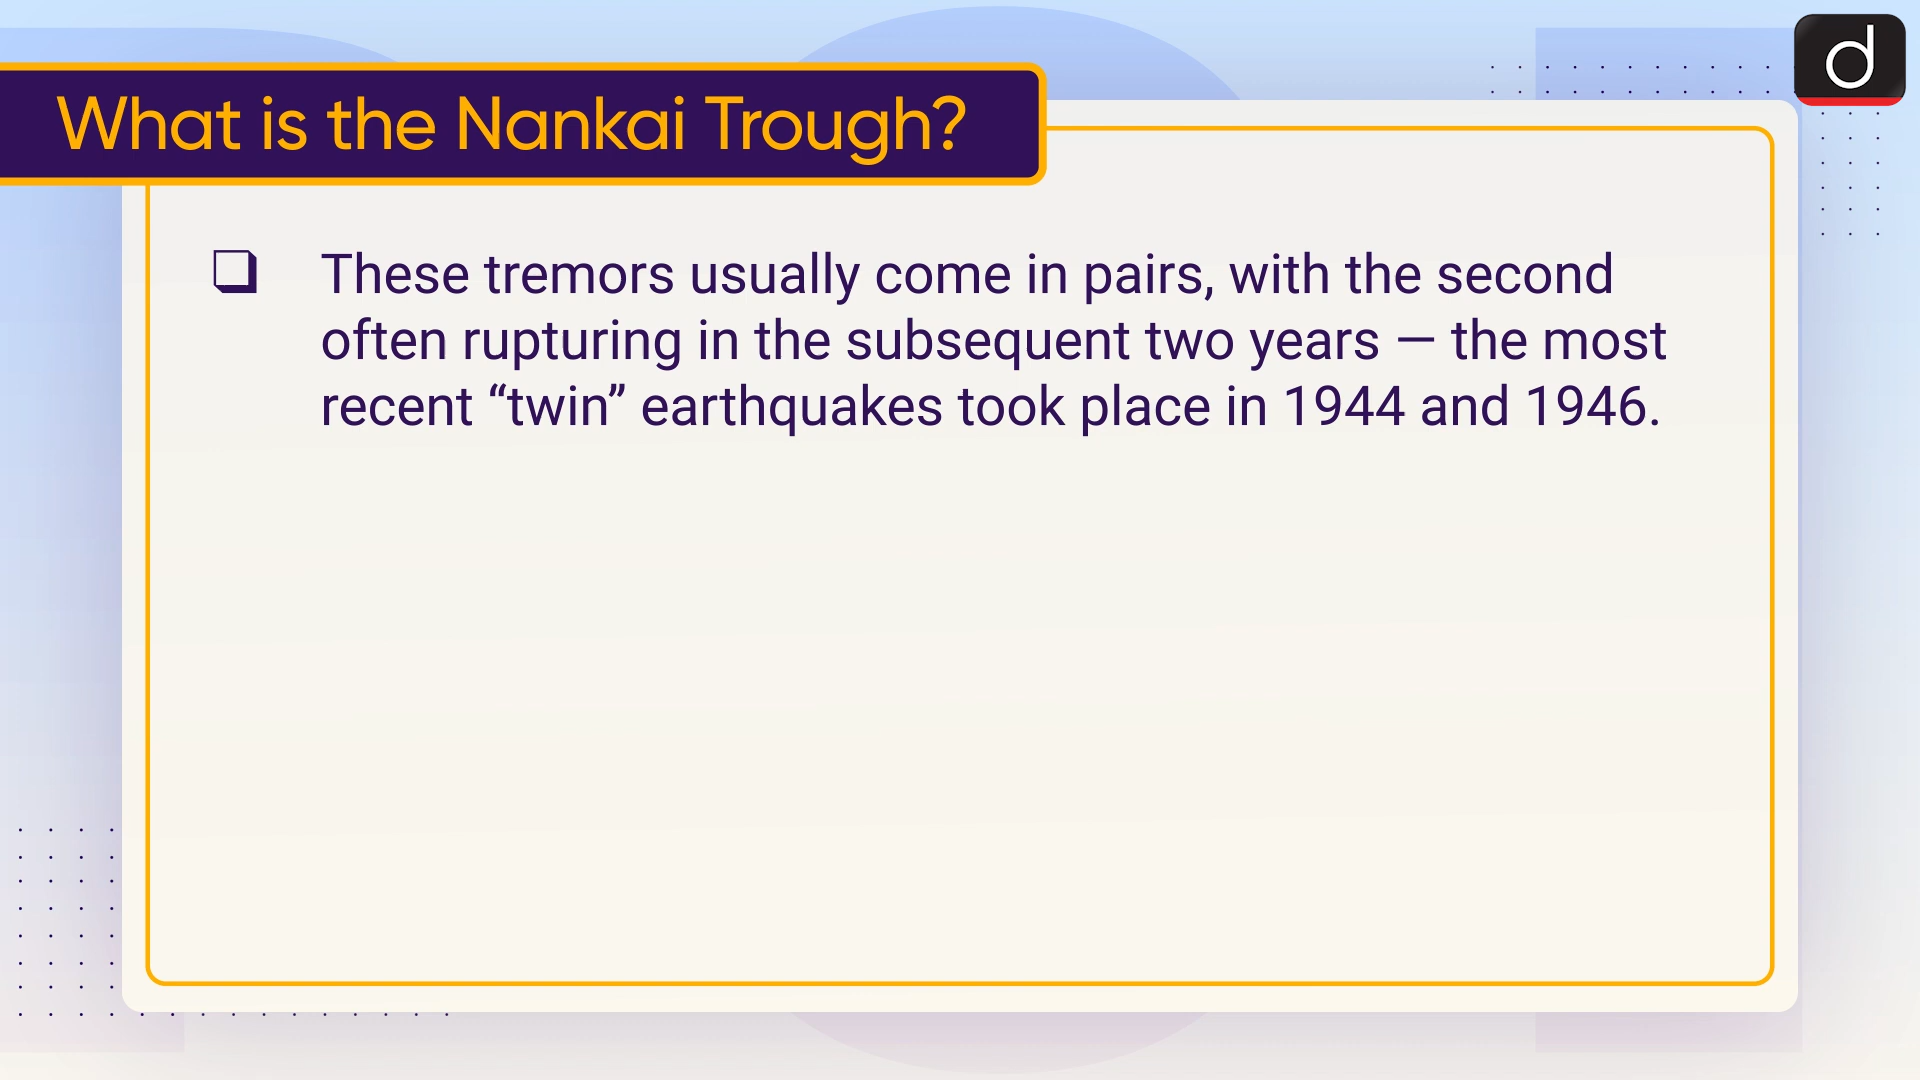 What is the Nankai Trough?
d
These tremors usually come in pairs, with the second
often rupturing in the subsequent two years — the most
recent “twin” earthquakes took place in 1944 and 1946.